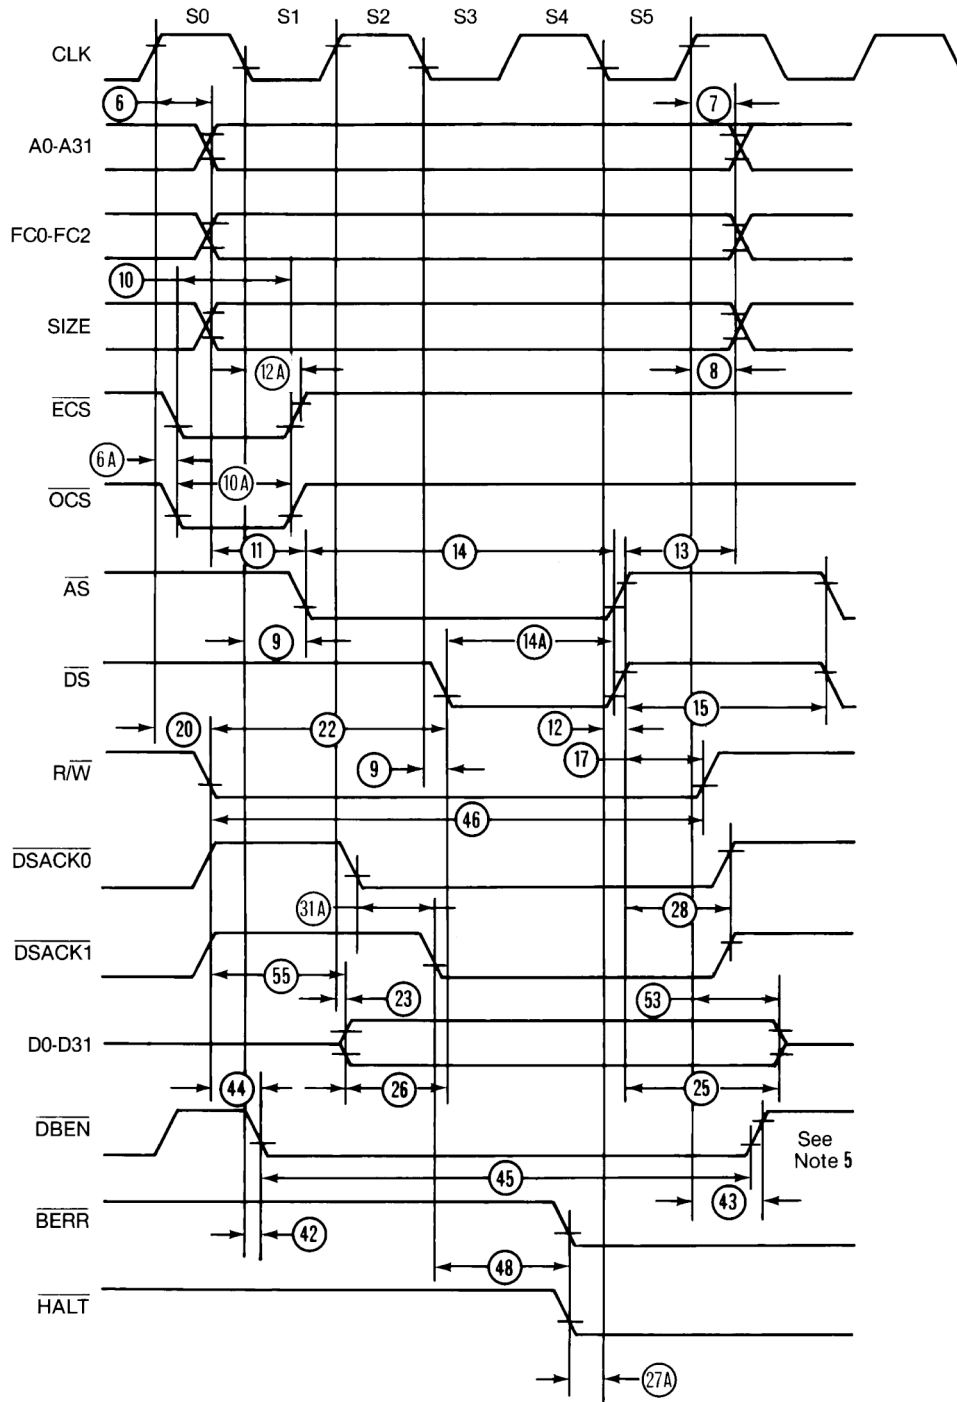 S0 S1 S2 S3 S4 S5
CLK
6 7
A0-A31
FC0-FC2
10
SIZE
12A 8
ECS
6A 10A
OCS
11 14 13
AS
9 14A
DS
15
20 22 12
R/W
9 17
46
DSACK0
31A 28
DSACK1
55 23 53
D0-D31
44 26 25
DBEN
See
Note 5
45
43
BERR
42
48
HALT
27A